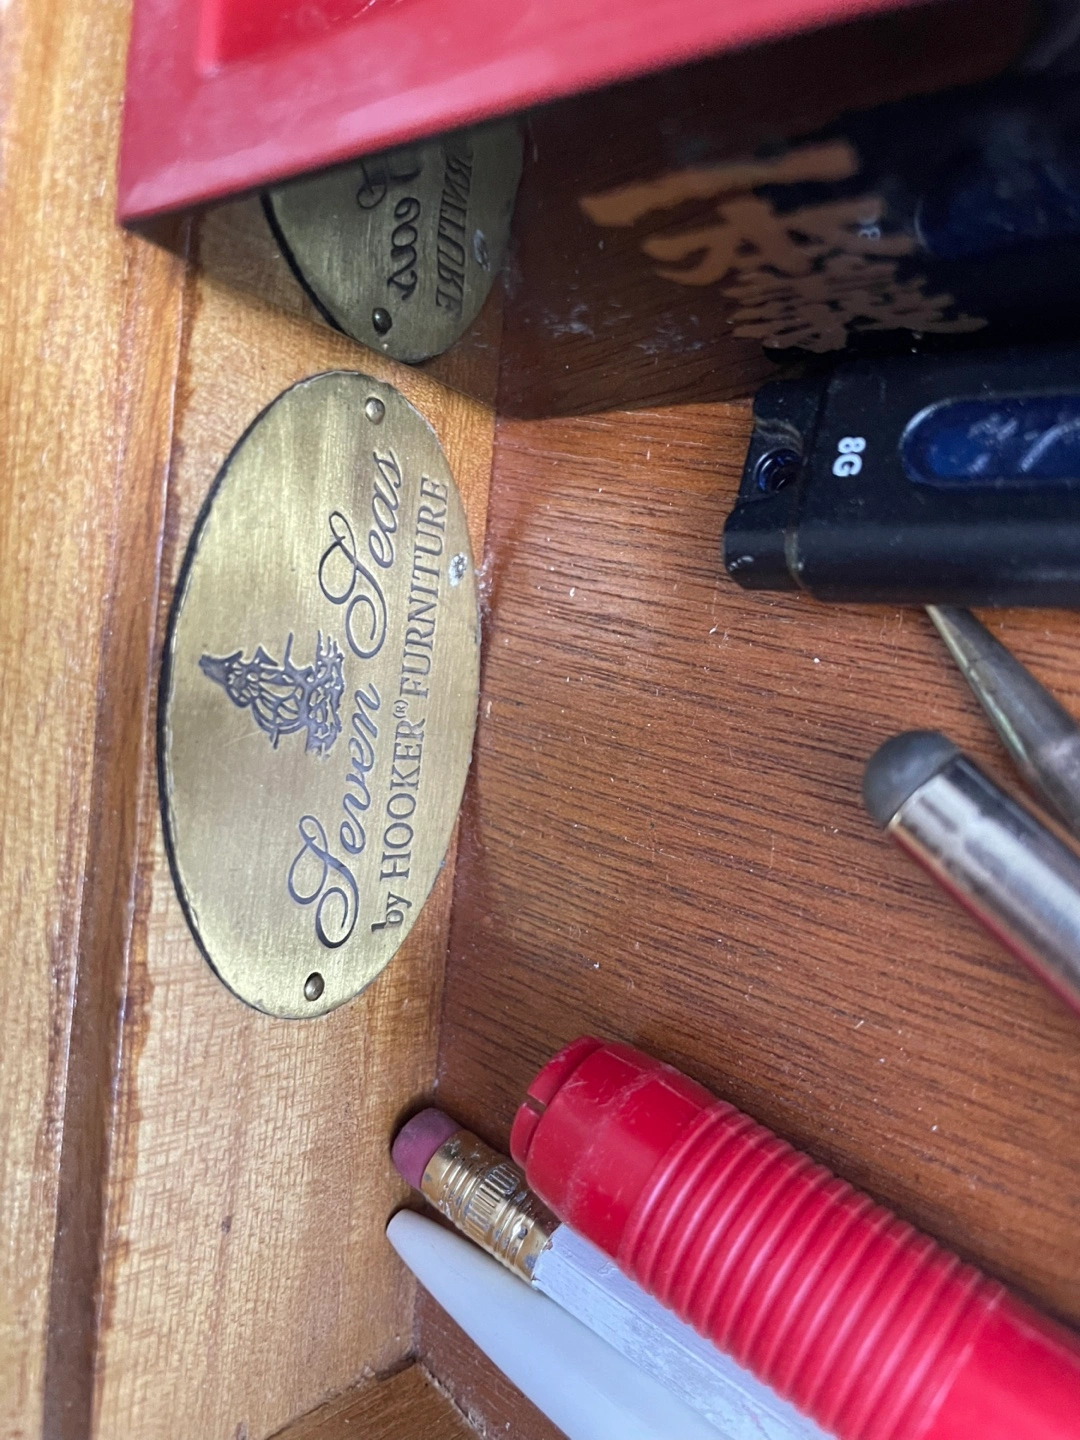 Seven Seas
by HOOKER(R) FURNITURE
8G